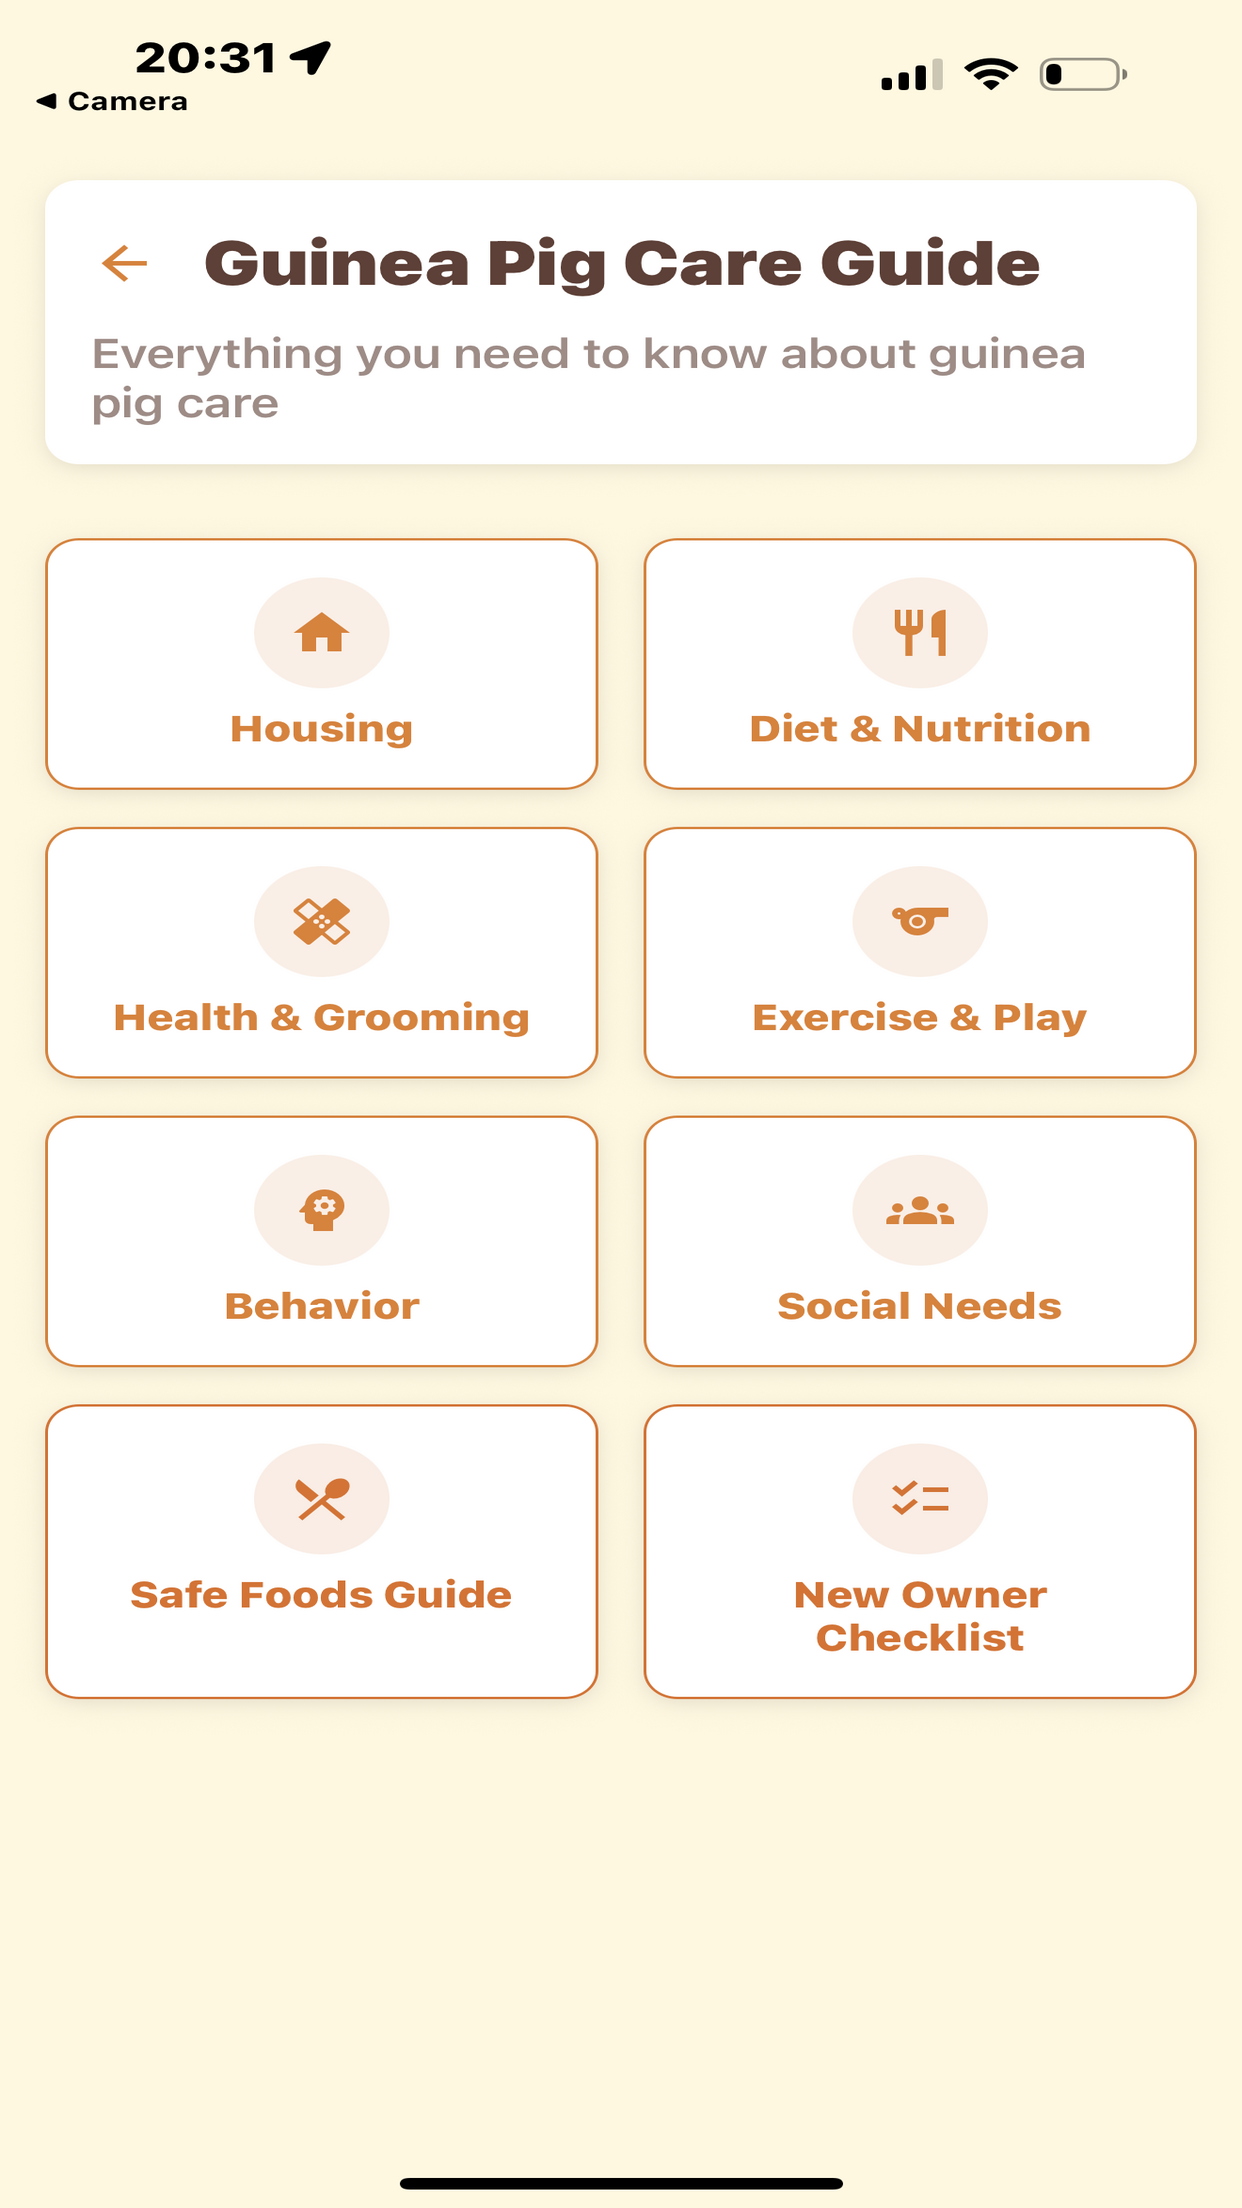 20:31
Camera
Guinea Pig Care Guide
Everything you need to know about guinea
pig care
Housing
Diet & Nutrition
Health & Grooming
Exercise & Play
Behavior
Social Needs
Safe Foods Guide
New Owner
Checklist